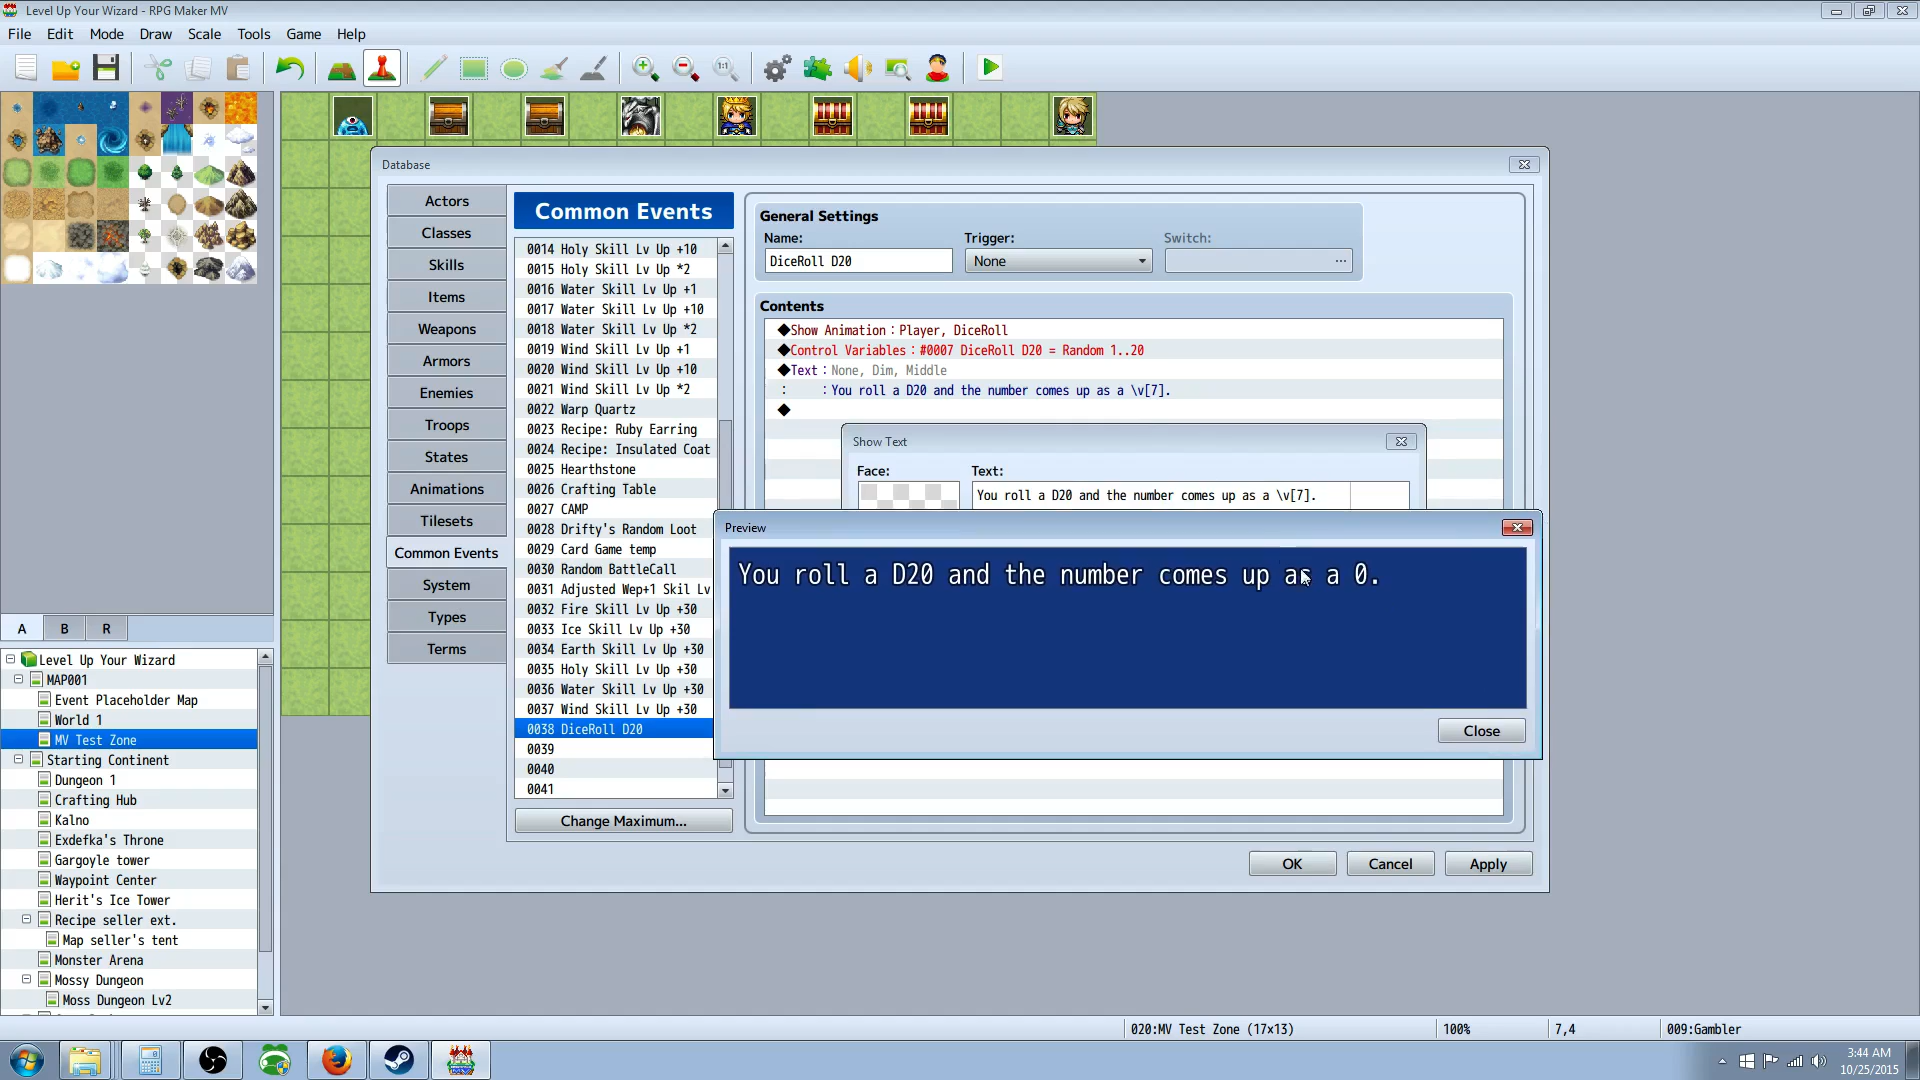 Level Up Your Wizard - RPG Maker MV
File Edit Mode Draw Scale Tools Game Help
1:1
Database
Actors
Classes
Skills
Items
Weapons
Armors
Enemies
Troops
States
Animations
Tilesets
Common Events
System
Types
Terms
Common Events
0014 Holy Skill Lv Up +10
0015 Holy Skill Lv Up *2
0016 Water Skill Lv Up +1
0017 Water Skill Lv Up +10
0018 Water Skill Lv Up *2
0019 Wind Skill Lv Up +1
0020 Wind Skill Lv Up +10
0021 Wind Skill Lv Up *2
0022 Warp Quartz
0023 Recipe: Ruby Earring
0024 Recipe: Insulated Coat
0025 Hearthstone
0026 Crafting Table
0027 CAMP
0028 Drifty's Random Loot
0029 Card Game temp
0030 Random BattleCall
0031 Adjusted Wep+1 Skil Lv
0032 Fire Skill Lv Up +30
0033 Ice Skill Lv Up +30
0034 Earth Skill Lv Up +30
0035 Holy Skill Lv Up +30
0036 Water Skill Lv Up +30
0037 Wind Skill Lv Up +30
0038 DiceRoll D20
0039
0040
0041
Change Maximum...
General Settings
Name: Trigger: Switch:
DiceRoll D20 None ...
Contents
◆Show Animation : Player, DiceRoll
◆Control Variables : #0007 DiceRoll D20 = Random 1..20
◆Text : None, Dim, Middle
: : You roll a D20 and the number comes up as a \v[7].
◆
Show Text
Face: Text:
You roll a D20 and the number comes up as a \v[7].
Preview
You roll a D20 and the number comes up as a 0.
Close
OK Cancel Apply
A B R
Level Up Your Wizard
MAP001
Event Placeholder Map
World 1
MV Test Zone
Starting Continent
Dungeon 1
Crafting Hub
Kalno
Exdefka's Throne
Gargoyle tower
Waypoint Center
Herit's Ice Tower
Recipe seller ext.
Map seller's tent
Monster Arena
Mossy Dungeon
Moss Dungeon Lv2
020:MV Test Zone (17x13) 100% 7,4 009:Gambler
3:44 AM
10/25/2015